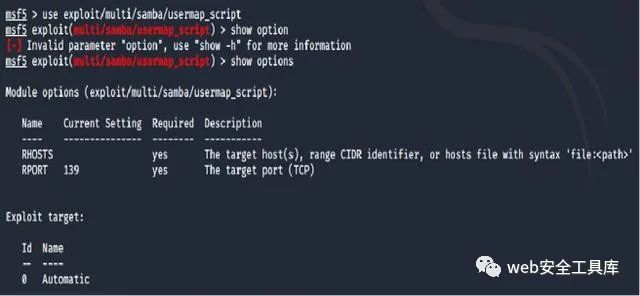 msf5 > use exploit/multi/samba/usermap_script
msf5 exploit(multi/samba/usermap_script) > show option
[-] Invalid parameter "option", use "show -h" for more information
msf5 exploit(multi/samba/usermap_script) > show options
Module options (exploit/multi/samba/usermap_script):
Name Current Setting Required Description
---- --------------- -------- -----------
RHOSTS yes The target host(s), range CIDR identifier, or hosts file with syntax 'file:<path>'
RPORT 139 yes The target port (TCP)
Exploit target:
Id Name
-- ----
0 Automatic
web安全工具库